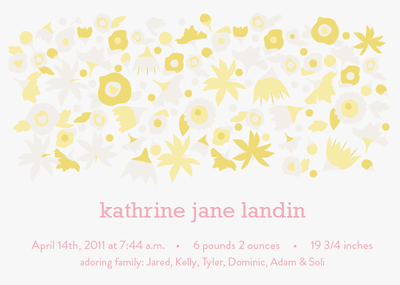 kathrine jane landin
April 14th, 2011 at 7:44 a.m. • 6 pounds 2 ounces • 19 3/4 inches
adoring family: Jared, Kelly, Tyler, Dominic, Adam & Soli